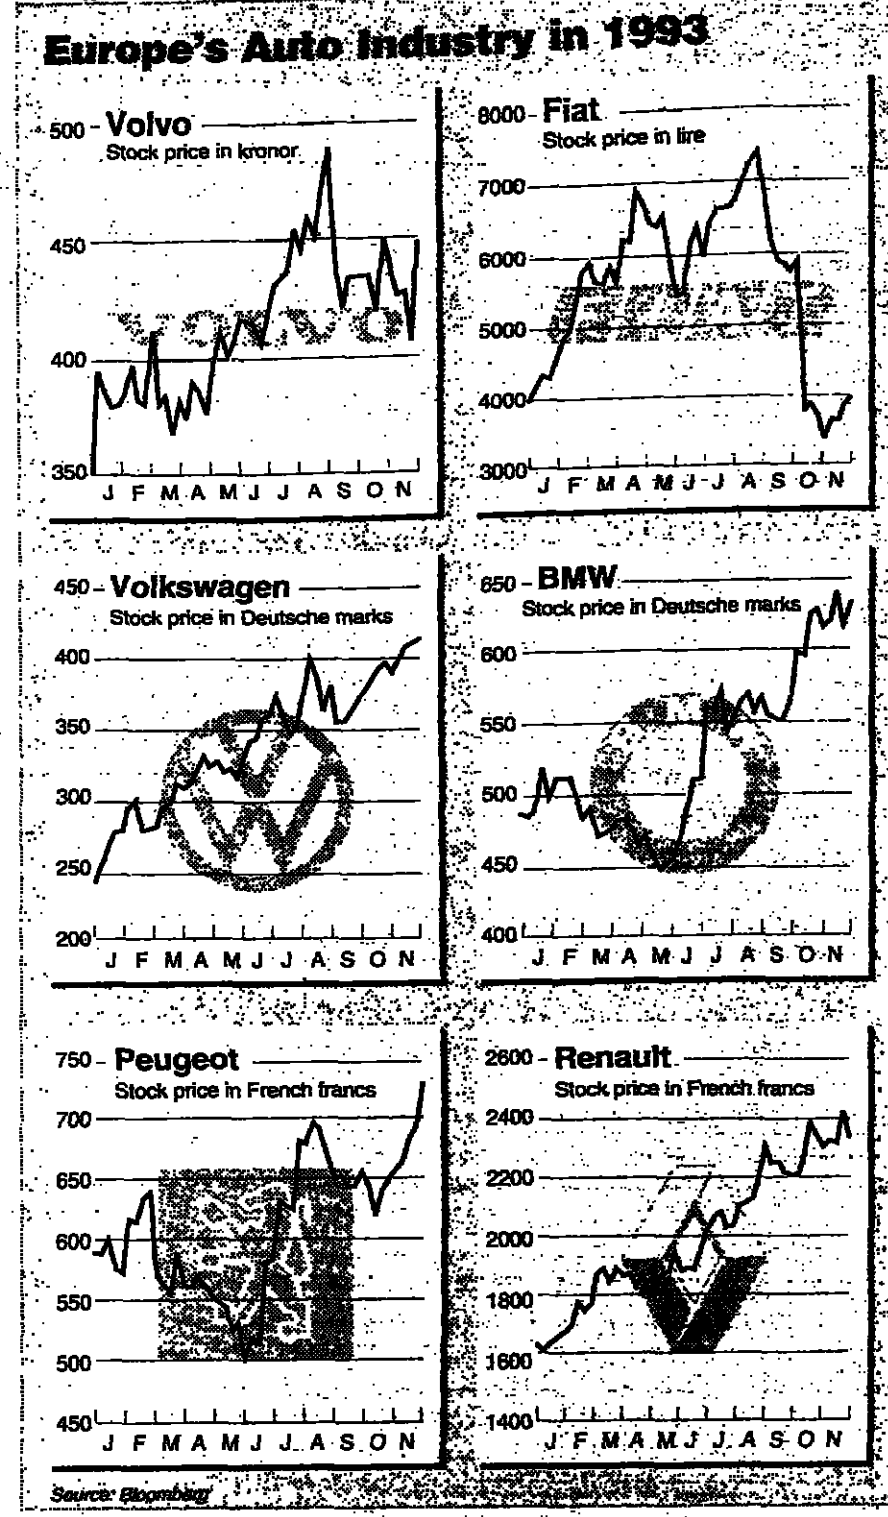 Europe's Auto Industry in 1993
500 Volvo
Stock price in kronor
450
VOLVO
400
350
J F M A M J J A S O N
8000 Fiat
Stock price in lire
7000
6000
5000
4000
3000
J F M A M J J A S O N
450 Volkswagen
Stock price in Deutsche marks
400
350
300
250
200
J F M A M J J A S O N
650 BMW
Stock price in Deutsche marks
600
550
500
450
400
J F M A M J J A S O N
750 Peugeot
Stock price in French francs
700
650
600
550
500
450
J F M A M J J A S O N
2600 Renault
Stock price in French francs
2400
2200
2000
1800
1600
1400
J F M A M J J A S O N
Source: Bloomberg